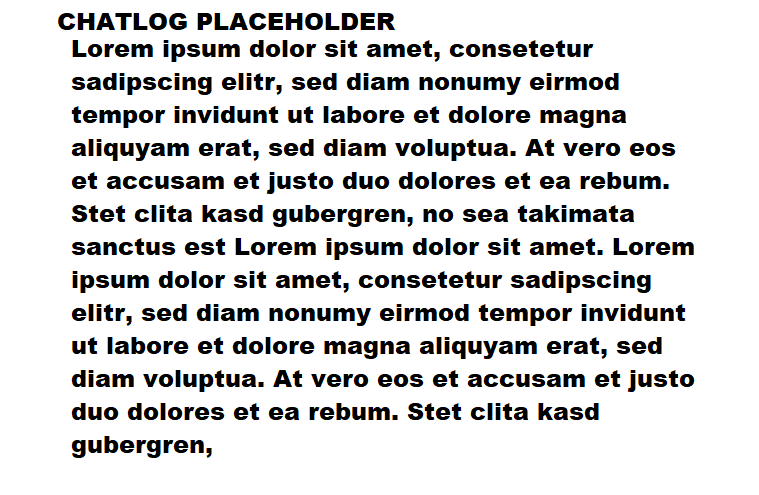 CHATLOG PLACEHOLDER
Lorem ipsum dolor sit amet, consetetur
sadipscing elitr, sed diam nonumy eirmod
tempor invidunt ut labore et dolore magna
aliquyam erat, sed diam voluptua. At vero eos
et accusam et justo duo dolores et ea rebum.
Stet clita kasd gubergren, no sea takimata
sanctus est Lorem ipsum dolor sit amet. Lorem
ipsum dolor sit amet, consetetur sadipscing
elitr, sed diam nonumy eirmod tempor invidunt
ut labore et dolore magna aliquyam erat, sed
diam voluptua. At vero eos et accusam et justo
duo dolores et ea rebum. Stet clita kasd
gubergren,